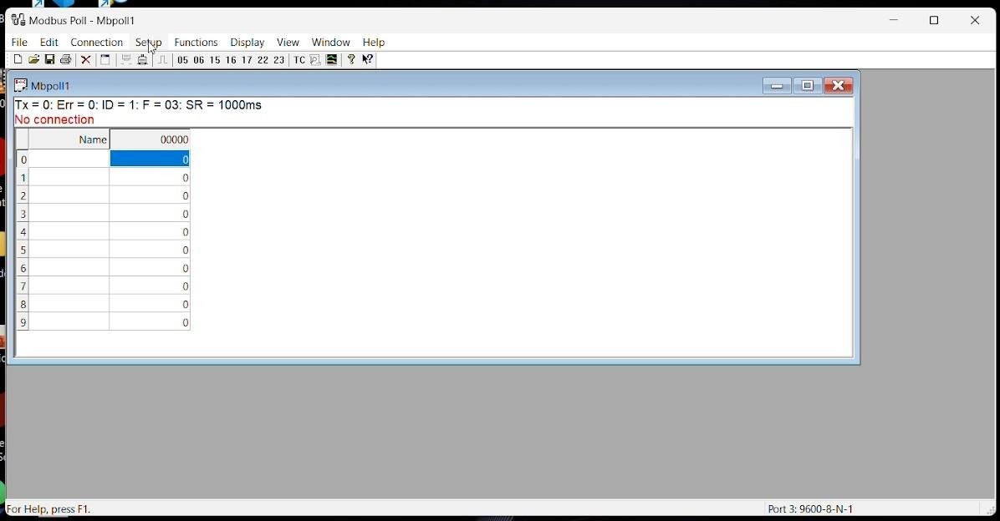 Modbus Poll - Mbpoll1
File Edit Connection Setup Functions Display View Window Help
05 06 15 16 17 22 23 TC
Mbpoll1
Tx = 0: Err = 0: ID = 1: F = 03: SR = 1000ms
No connection
Name 00000
0 0
1 0
2 0
3 0
4 0
5 0
6 0
7 0
8 0
9 0
For Help, press F1. Port 3: 9600-8-N-1